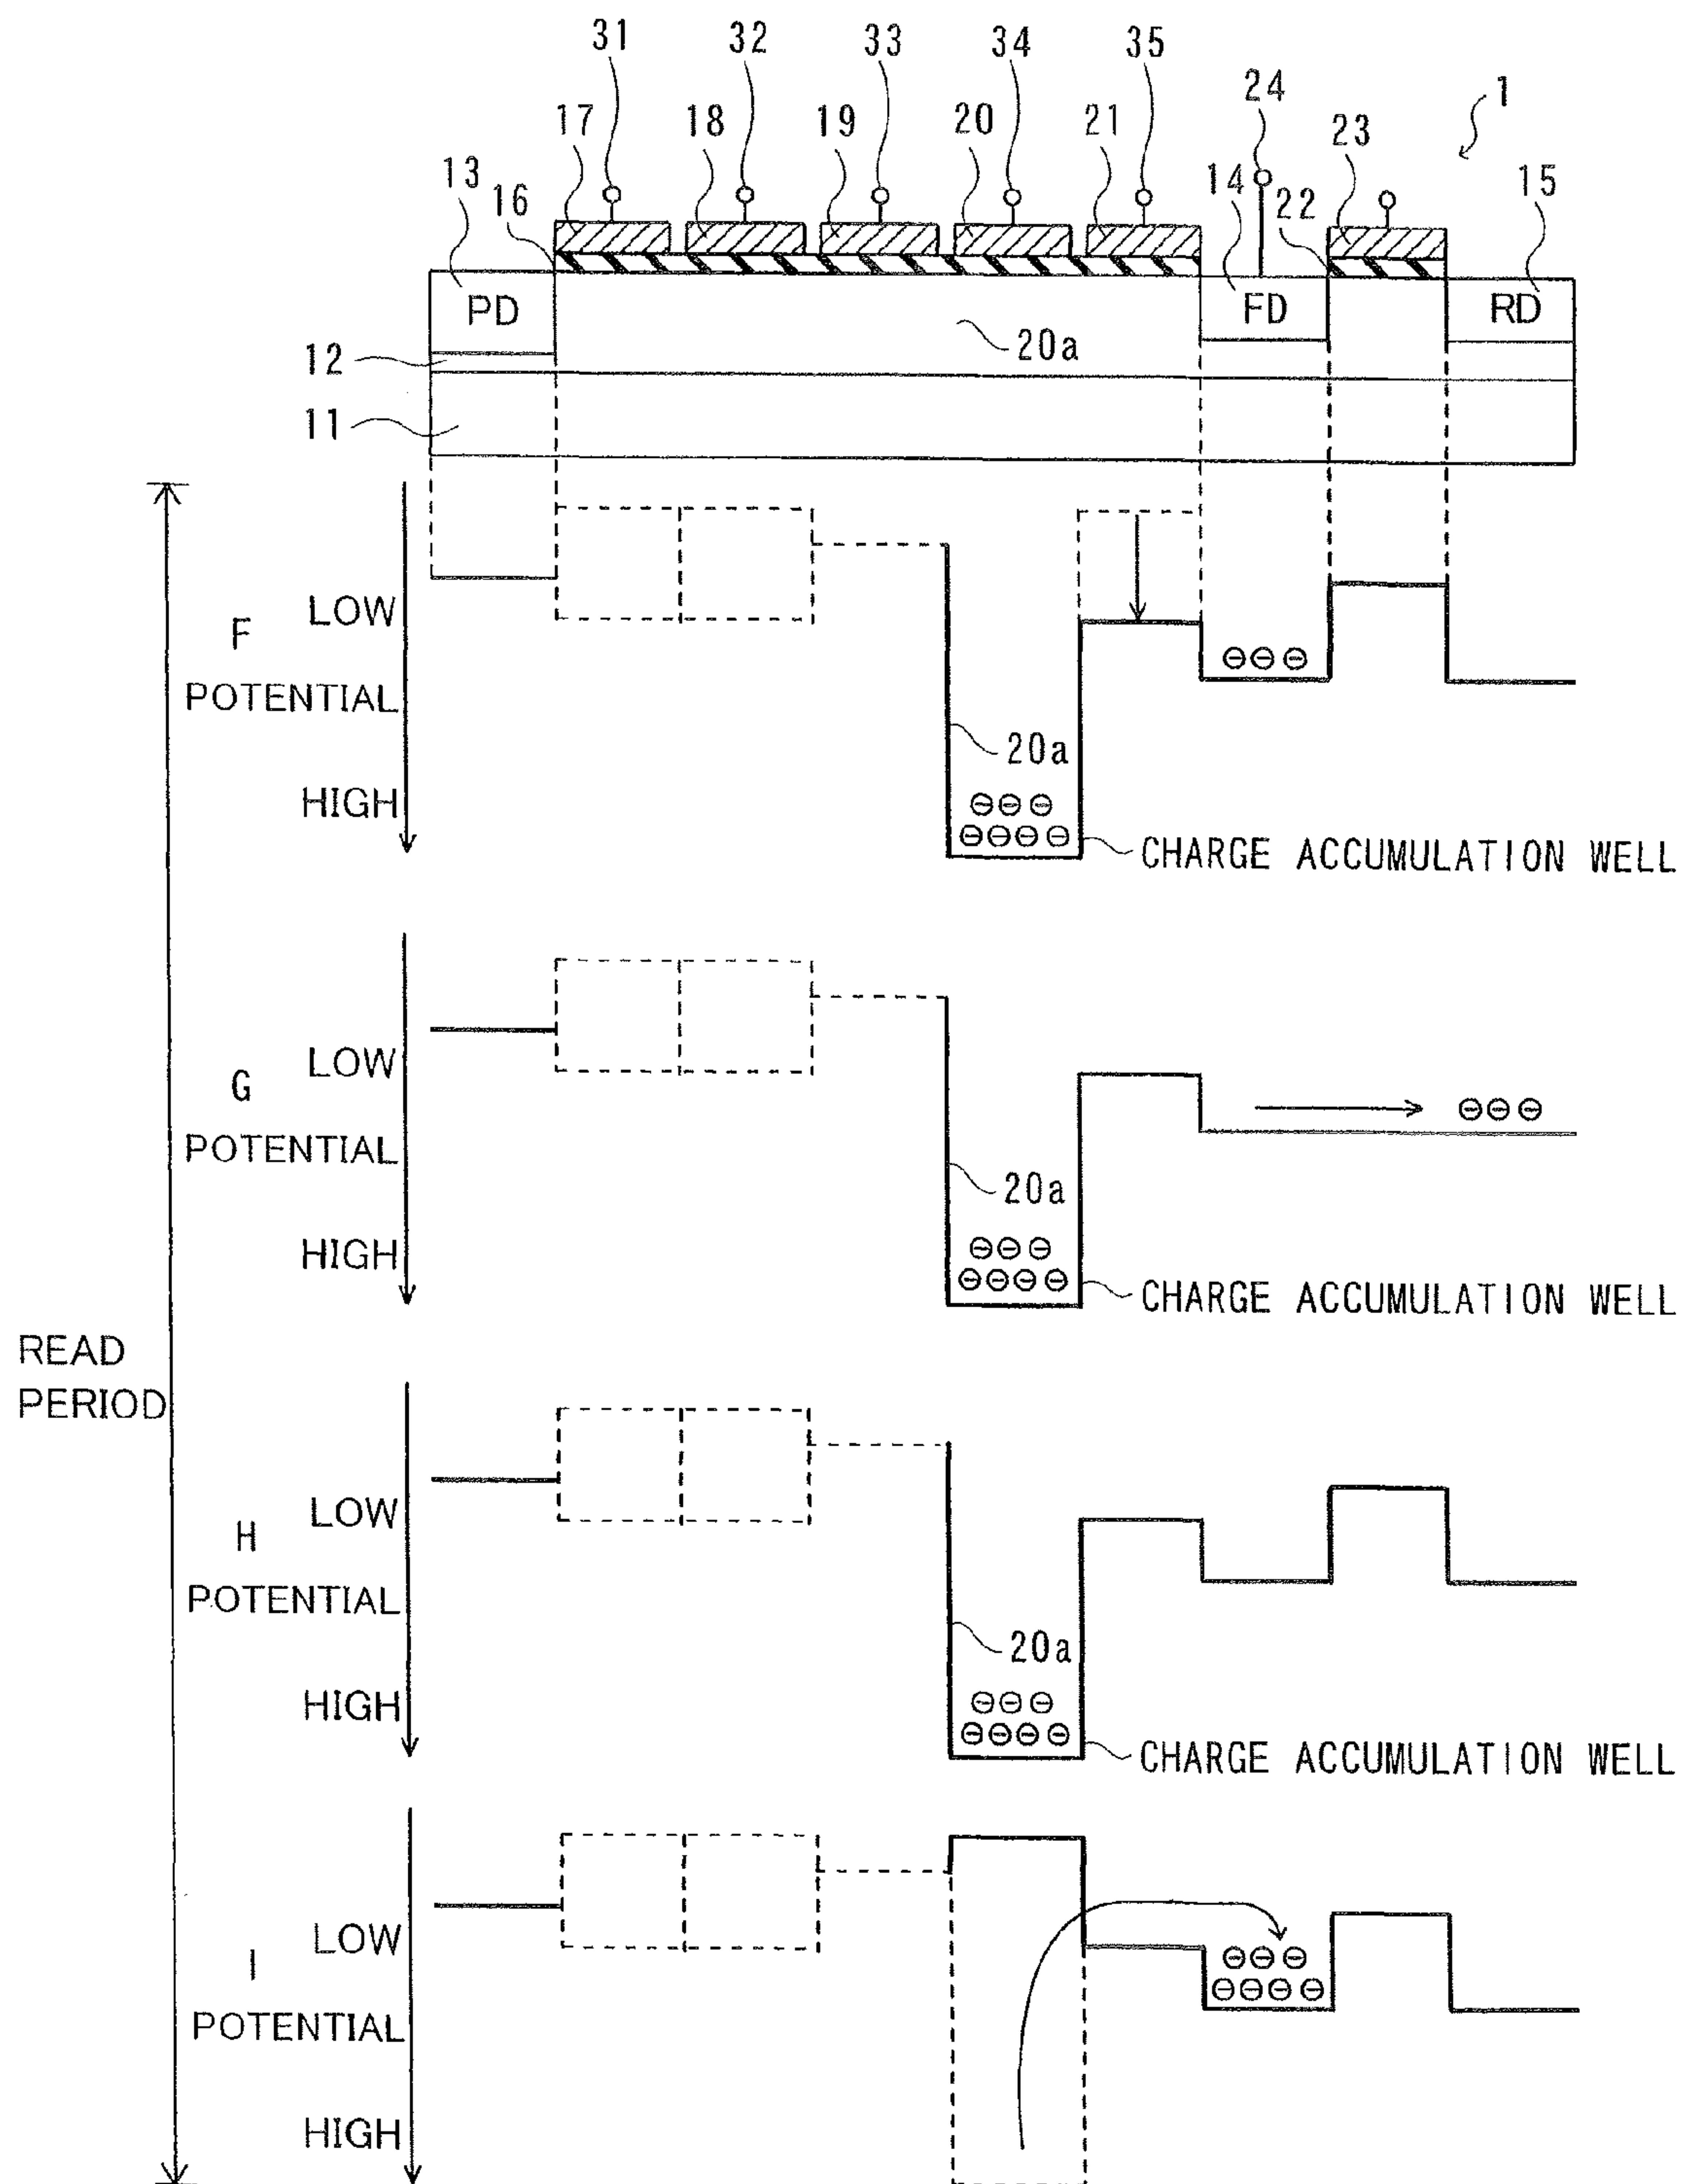 31 32 33 34 35
24 1
17 18 19 20 21 23
13 16 14 22 15
PD FD RD
12 20a
11
F LOW
POTENTIAL
20a
HIGH
CHARGE ACCUMULATION WELL
G LOW
POTENTIAL
20a
HIGH
CHARGE ACCUMULATION WELL
READ
PERIOD
H LOW
POTENTIAL
20a
HIGH
CHARGE ACCUMULATION WELL
I LOW
POTENTIAL
HIGH